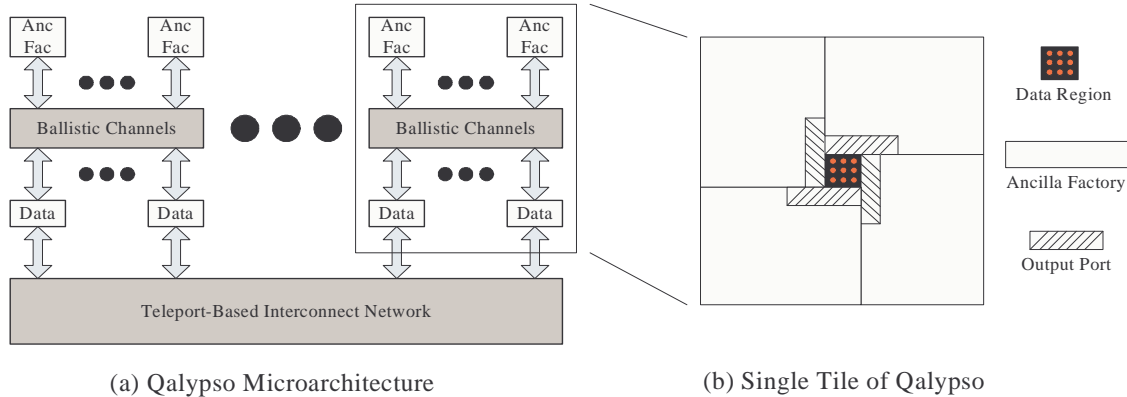 Anc
Fac
Anc
Fac
Anc
Fac
Anc
Fac
Ballistic Channels
Ballistic Channels
Data
Data
Data
Data
Teleport-Based Interconnect Network
(a) Qalypso Microarchitecture
Data Region
Ancilla Factory
Output Port
(b) Single Tile of Qalypso